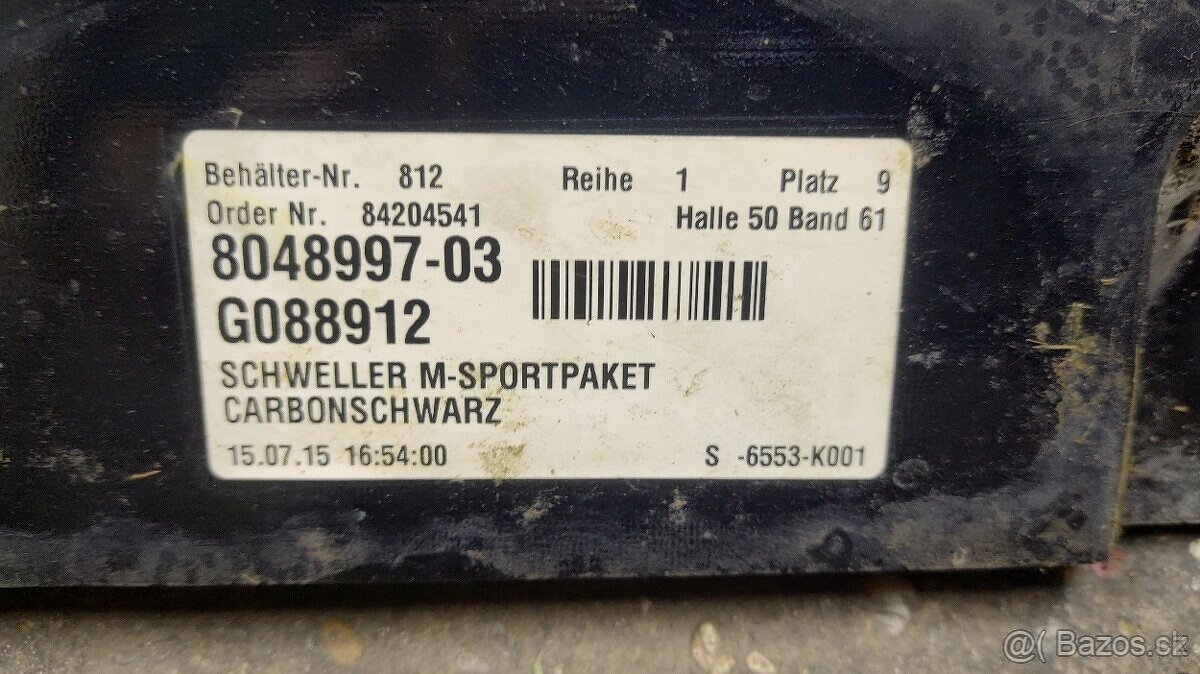 Behälter-Nr. 812 Reihe 1 Platz 9
Order Nr. 84204541 Halle 50 Band 61
8048997-03
G088912
SCHWELLER M-SPORTPAKET
CARBONSCHWARZ
15.07.15 16:54:00 S -6553-K001
@( Bazos.sk